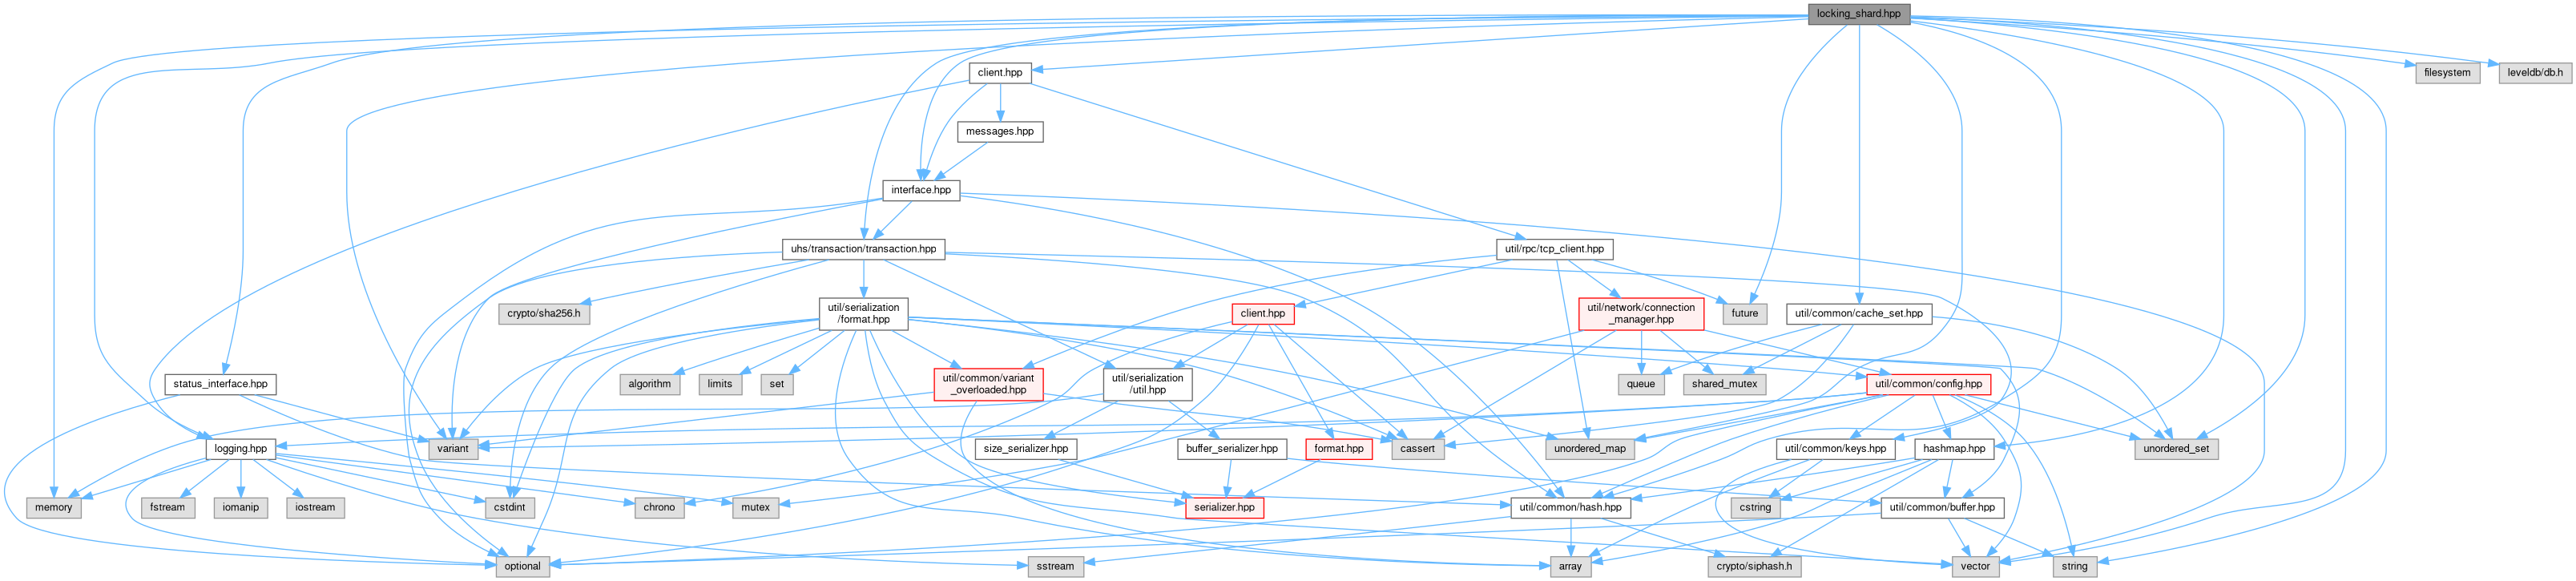 locking_shard.hpp
client.hpp
filesystem
leveldb/db.h
messages.hpp
interface.hpp
uhs/transaction/transaction.hpp
util/rpc/tcp_client.hpp
crypto/sha256.h
util/serialization
/format.hpp
client.hpp
util/network/connection
_manager.hpp
future
util/common/cache_set.hpp
status_interface.hpp
algorithm
limits
set
util/common/variant
_overloaded.hpp
util/serialization
/util.hpp
queue
shared_mutex
util/common/config.hpp
logging.hpp
variant
size_serializer.hpp
buffer_serializer.hpp
format.hpp
cassert
unordered_map
util/common/keys.hpp
hashmap.hpp
unordered_set
memory
fstream
iomanip
iostream
cstdint
chrono
mutex
serializer.hpp
util/common/hash.hpp
cstring
util/common/buffer.hpp
optional
sstream
array
crypto/siphash.h
vector
string